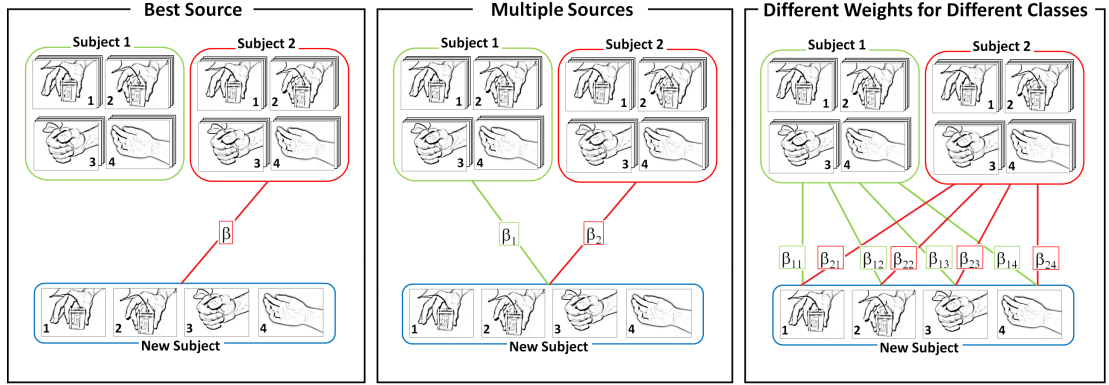 Best Source
Subject 1
Subject 2
1
2
1
2
3
4
3
4
β
1
2
3
4
New Subject
Multiple Sources
Subject 1
Subject 2
1
2
1
2
3
4
3
4
β1
β2
1
2
3
4
New Subject
Different Weights for Different Classes
Subject 1
Subject 2
1
2
1
2
3
4
3
4
β11
β21
β12
β22
β13
β23
β14
β24
1
2
3
4
New Subject